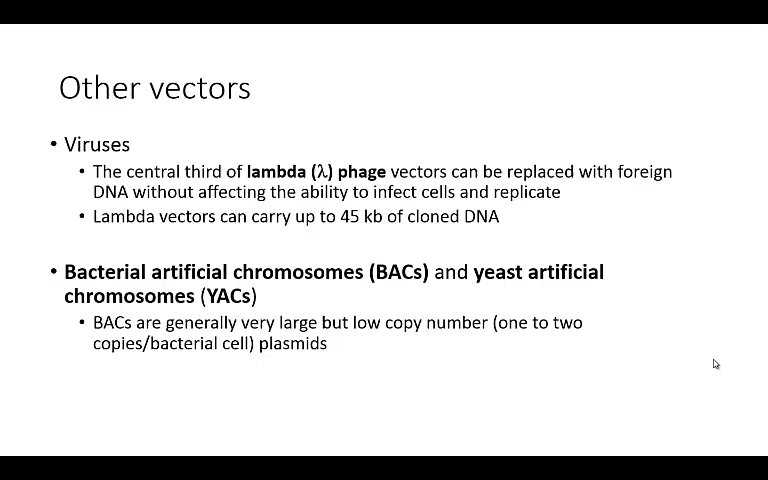 Other vectors
• Viruses
• The central third of lambda (λ) phage vectors can be replaced with foreign
DNA without affecting the ability to infect cells and replicate
• Lambda vectors can carry up to 45 kb of cloned DNA
• Bacterial artificial chromosomes (BACs) and yeast artificial
chromosomes (YACs)
• BACs are generally very large but low copy number (one to two
copies/bacterial cell) plasmids